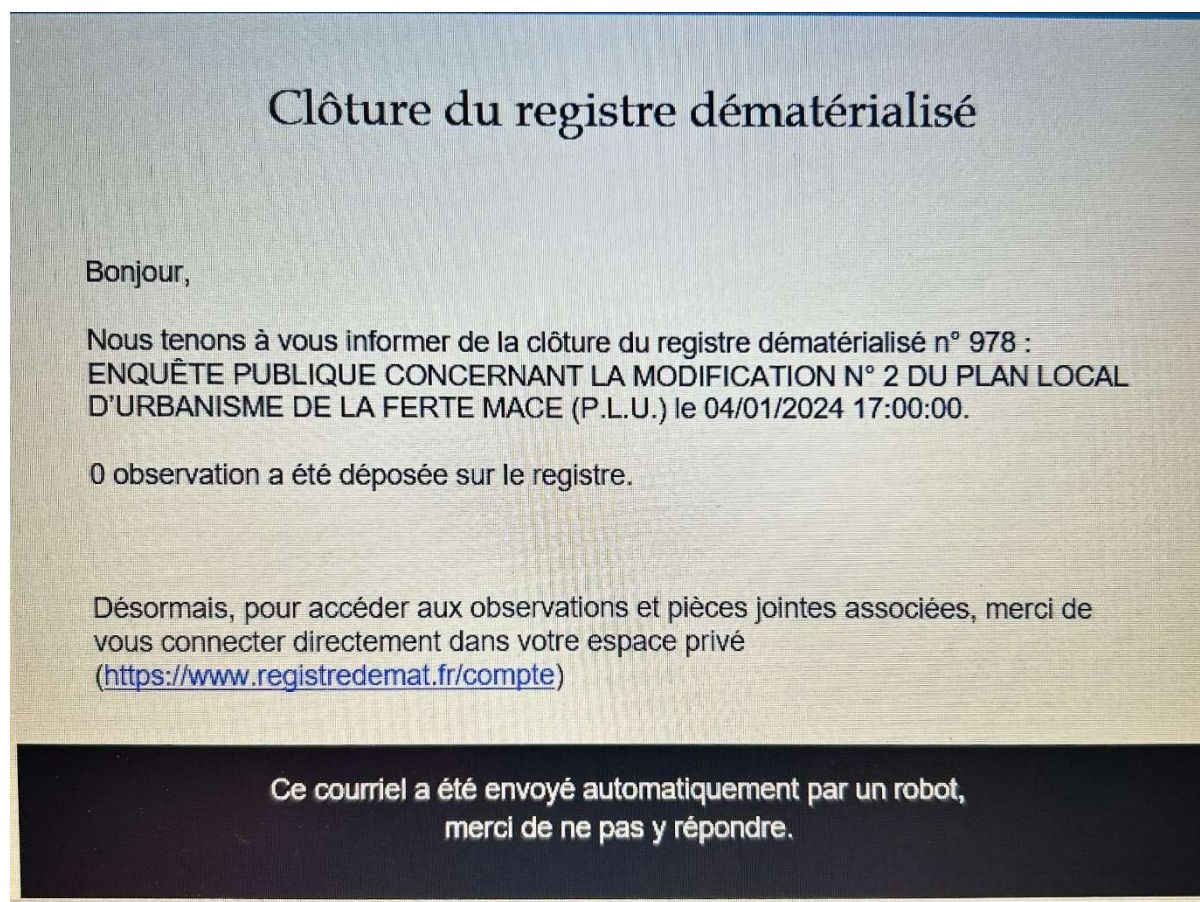 Clôture du registre dématérialisé
Bonjour,
Nous tenons à vous informer de la clôture du registre dématérialisé n° 978 :
ENQUÊTE PUBLIQUE CONCERNANT LA MODIFICATION N° 2 DU PLAN LOCAL
D'URBANISME DE LA FERTE MACE (P.L.U.) le 04/01/2024 17:00:00.
0 observation a été déposée sur le registre.
Désormais, pour accéder aux observations et pièces jointes associées, merci de
vous connecter directement dans votre espace privé
(https://www.registredemat.fr/compte)
Ce courriel a été envoyé automatiquement par un robot,
merci de ne pas y répondre.